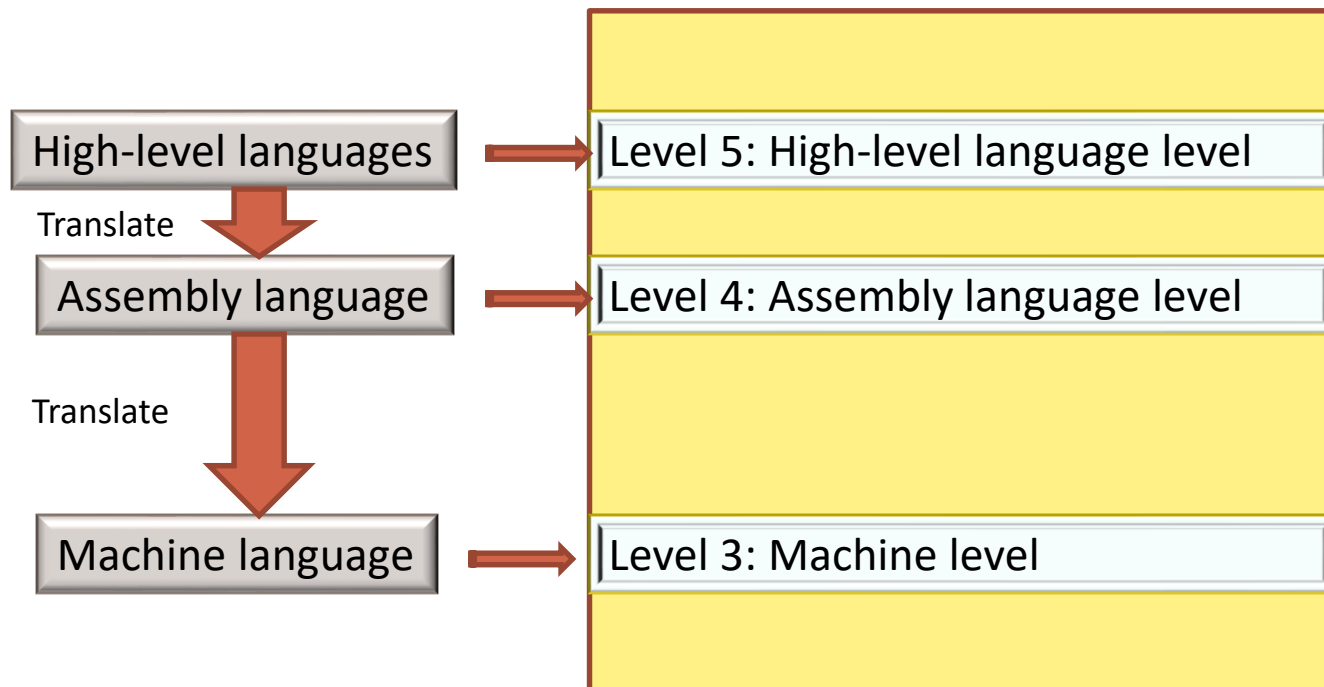 High-level languages
Level 5: High-level language level
Translate
Assembly language
Level 4: Assembly language level
Translate
Machine language
Level 3: Machine level